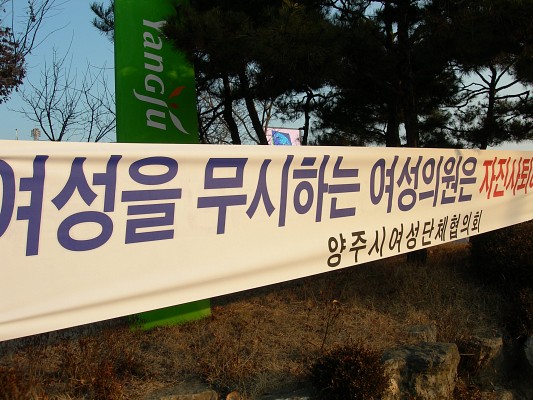 Yangju
여성을 무시하는 여성의원은 자진사퇴하
양주시여성단체협의회